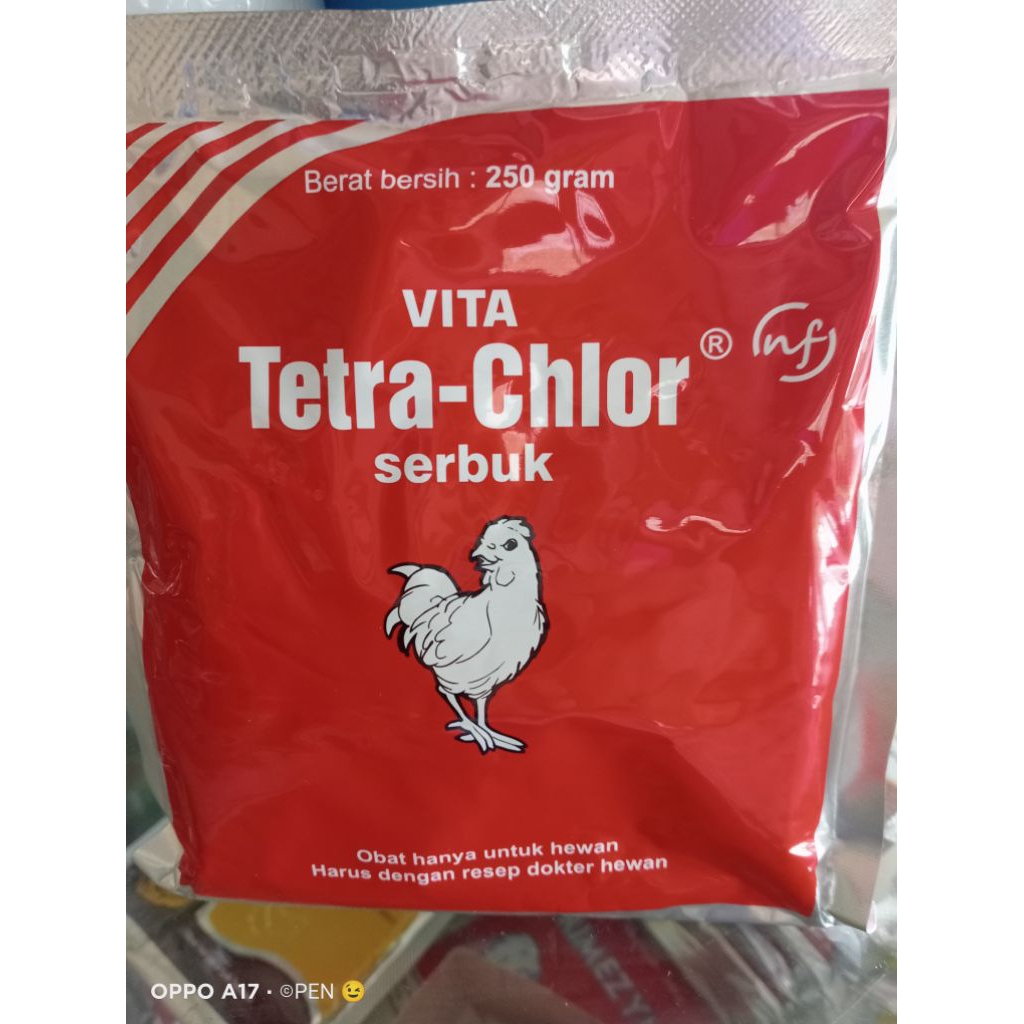 Berat bersih : 250 gram
VITA
Tetra-Chlor®
nf
serbuk
Obat hanya untuk hewan
Harus dengan resep dokter hewan
OPPO A17 · ©PEN 😉